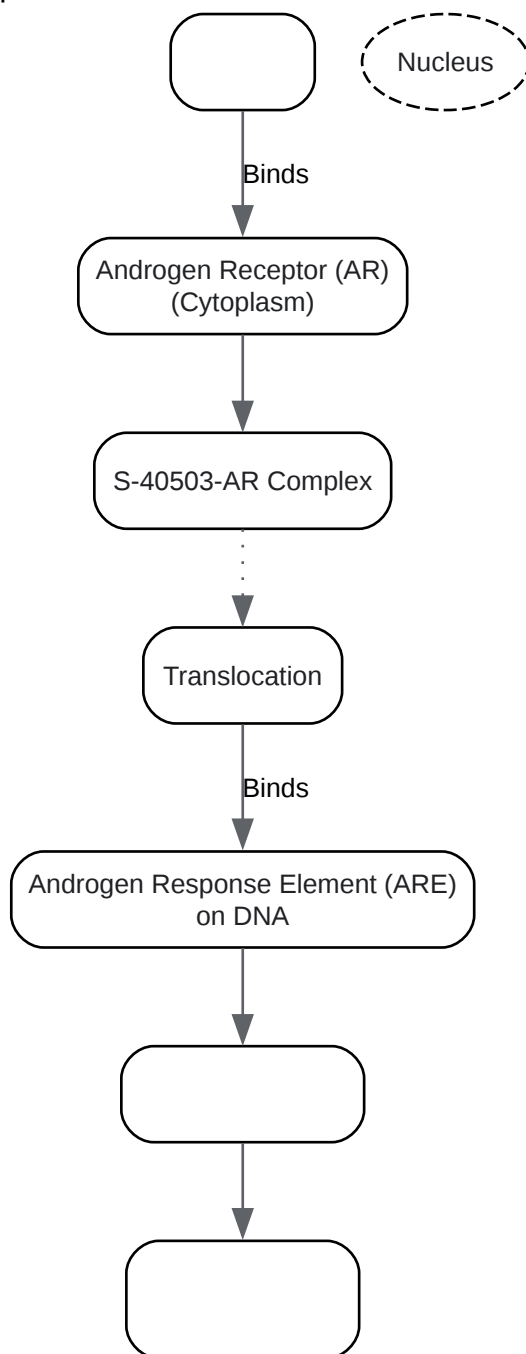 Nucleus
Binds
Androgen Receptor (AR)
(Cytoplasm)
S-40503-AR Complex
Translocation
Binds
Androgen Response Element (ARE)
on DNA